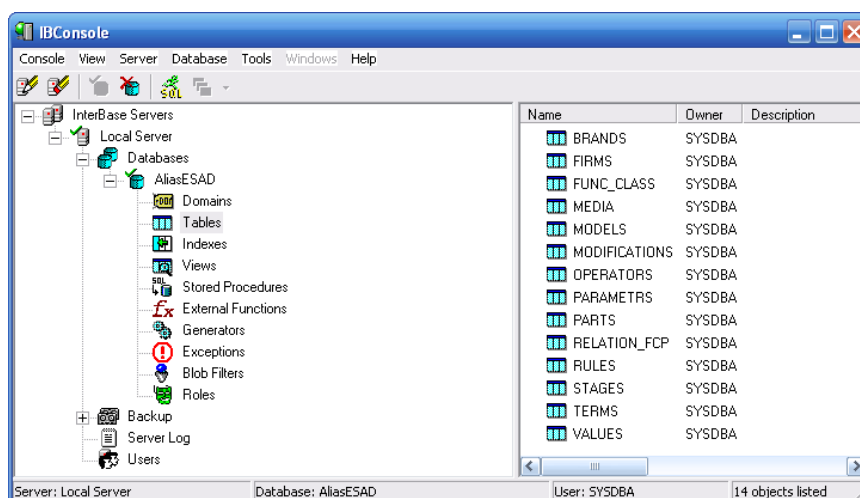 IBConsole
Console View Server Database Tools Windows Help
SQL
InterBase Servers
Local Server
Databases
AliasESAD
Domains
Tables
Indexes
Views
Stored Procedures
External Functions
Generators
Exceptions
Blob Filters
Roles
Backup
Server Log
Users
Name Owner Description
BRANDS SYSDBA
FIRMS SYSDBA
FUNC_CLASS SYSDBA
MEDIA SYSDBA
MODELS SYSDBA
MODIFICATIONS SYSDBA
OPERATORS SYSDBA
PARAMETRS SYSDBA
PARTS SYSDBA
RELATION_FCP SYSDBA
RULES SYSDBA
STAGES SYSDBA
TERMS SYSDBA
VALUES SYSDBA
Server: Local Server Database: AliasESAD User: SYSDBA 14 objects listed